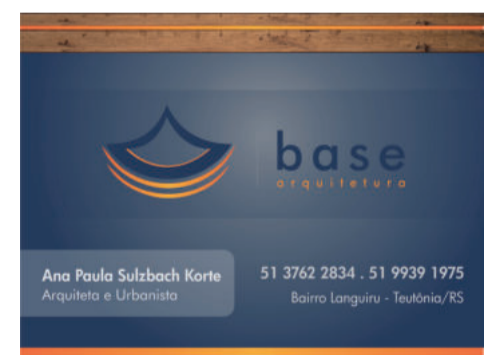 base
arquitetura
Ana Paula Sulzbach Korte
Arquiteta e Urbanista
51 3762 2834 . 51 9939 1975
Bairro Languiru - Teutônia/RS